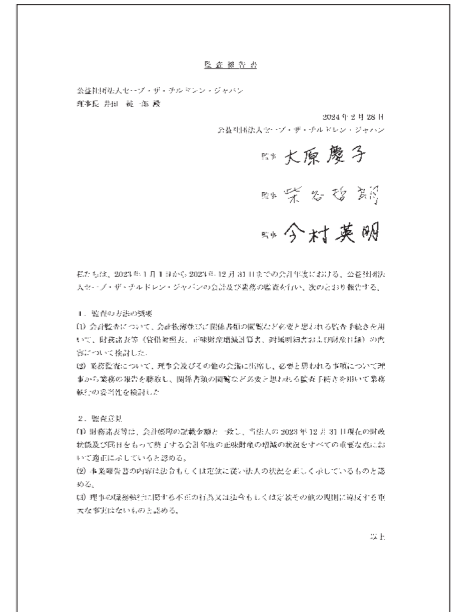 監査報告書
公益社団法人セーブ・ザ・チルドレン・ジャパン
理事長 井田 純一郎 殿
2024年2月28日
公益社団法人セーブ・ザ・チルドレン・ジャパン
監事 大原慶子
監事
監事 今村英明
私たちは、2023年1月1日から2023年12月31日までの会計年度における、公益社団法
人セーブ・ザ・チルドレン・ジャパンの会計及び業務の監査を行い、次のとおり報告する。
1. 監査の方法の概要
(1) 会計監査について、会計帳簿並びに関係書類の閲覧など必要と思われる監査手続きを用
いて、財務諸表等（貸借対照表、正味財産増減計算書、附属明細書および財産目録）の内
容について検討した。
(2) 業務監査について、理事会及びその他の会議に出席し、必要と思われる事項について理
事から業務の報告を聴取し、関係書類の閲覧など必要と思われる監査手続きを用いて業務
執行の妥当性を検討した
2. 監査意見
(1) 財務諸表等は、会計帳簿の記載金額と一致し、当法人の2023年12月31日現在の財政
状態及び同日をもって終了する会計年度の正味財産の増減の状況をすべての重要な点にお
いて適正に示していると認める。
(2) 事業報告書の内容は法令もしくは定款に従い法人の状況を正しく示しているものと認
める。
(3) 理事の職務執行に関する不正の行為又は法令もしくは定款その他の規則に違反する重
大な事実はないものと認める。
以上